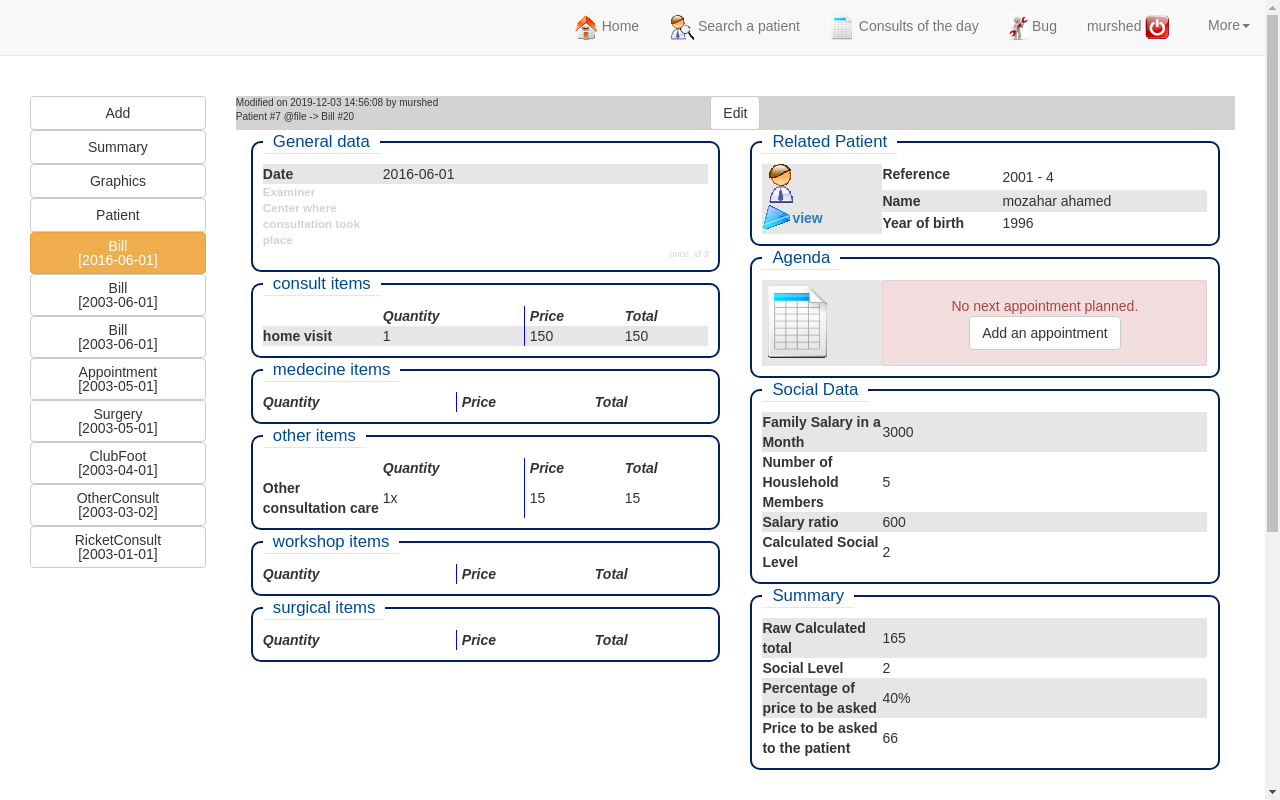 Home
Search a patient
Consults of the day
Bug
murshed
More
Add
Summary
Graphics
Patient
Bill
[2016-06-01]
Bill
[2003-06-01]
Bill
[2003-06-01]
Appointment
[2003-05-01]
Surgery
[2003-05-01]
ClubFoot
[2003-04-01]
OtherConsult
[2003-03-02]
RicketConsult
[2003-01-01]
Modified on 2019-12-03 14:56:08 by murshed
Patient #7 @file -> Bill #20
Edit
General data
Date 2016-06-01
Examiner
Center where
consultation took
place
price_id 3
consult items
Quantity Price Total
home visit 1 150 150
medecine items
Quantity Price Total
other items
Quantity Price Total
Other
consultation care 1x 15 15
workshop items
Quantity Price Total
surgical items
Quantity Price Total
Related Patient
view
Reference 2001 - 4
Name mozahar ahamed
Year of birth 1996
Agenda
No next appointment planned.
Add an appointment
Social Data
Family Salary in a
Month 3000
Number of
Houslehold
Members 5
Salary ratio 600
Calculated Social
Level 2
Summary
Raw Calculated
total 165
Social Level 2
Percentage of
price to be asked 40%
Price to be asked
to the patient 66